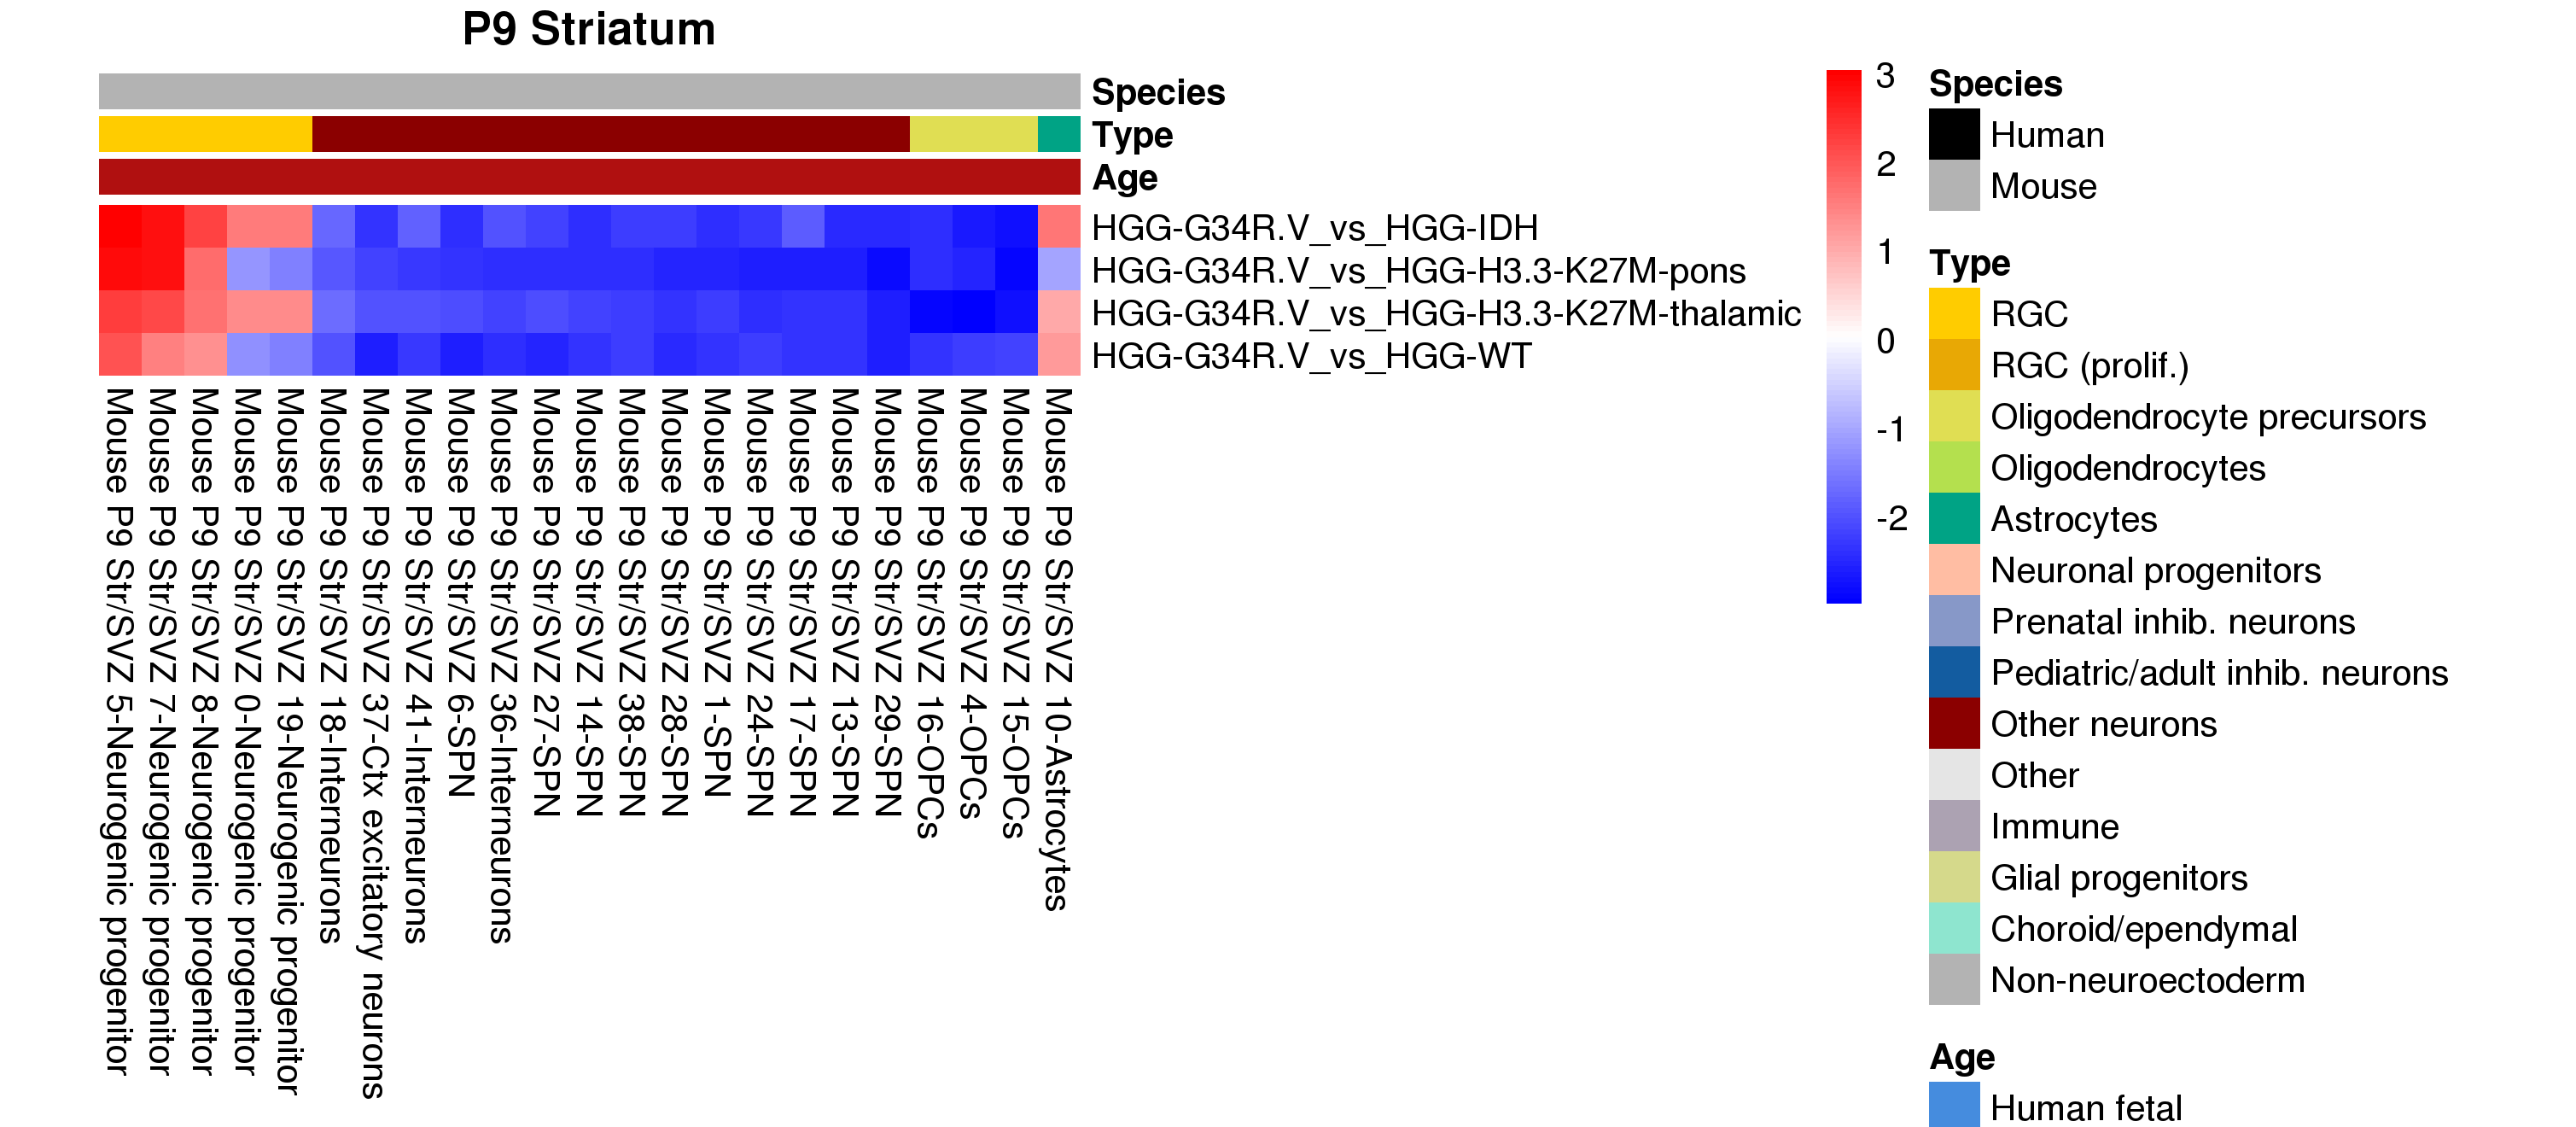 P9 Striatum
Species
Type
Age
HGG-G34R.V_vs_HGG-IDH
HGG-G34R.V_vs_HGG-H3.3-K27M-pons
HGG-G34R.V_vs_HGG-H3.3-K27M-thalamic
HGG-G34R.V_vs_HGG-WT
Mouse P9 Str/SVZ 5-Neurogenic progenitor
Mouse P9 Str/SVZ 7-Neurogenic progenitor
Mouse P9 Str/SVZ 8-Neurogenic progenitor
Mouse P9 Str/SVZ 0-Neurogenic progenitor
Mouse P9 Str/SVZ 19-Neurogenic progenitor
Mouse P9 Str/SVZ 18-Interneurons
Mouse P9 Str/SVZ 37-Ctx excitatory neurons
Mouse P9 Str/SVZ 41-Interneurons
Mouse P9 Str/SVZ 6-SPN
Mouse P9 Str/SVZ 36-Interneurons
Mouse P9 Str/SVZ 27-SPN
Mouse P9 Str/SVZ 14-SPN
Mouse P9 Str/SVZ 38-SPN
Mouse P9 Str/SVZ 28-SPN
Mouse P9 Str/SVZ 1-SPN
Mouse P9 Str/SVZ 24-SPN
Mouse P9 Str/SVZ 17-SPN
Mouse P9 Str/SVZ 13-SPN
Mouse P9 Str/SVZ 29-SPN
Mouse P9 Str/SVZ 16-OPCs
Mouse P9 Str/SVZ 4-OPCs
Mouse P9 Str/SVZ 15-OPCs
Mouse P9 Str/SVZ 10-Astrocytes
3
2
1
0
-1
-2
Species
Human
Mouse
Type
RGC
RGC (prolif.)
Oligodendrocyte precursors
Oligodendrocytes
Astrocytes
Neuronal progenitors
Prenatal inhib. neurons
Pediatric/adult inhib. neurons
Other neurons
Other
Immune
Glial progenitors
Choroid/ependymal
Non-neuroectoderm
Age
Human fetal